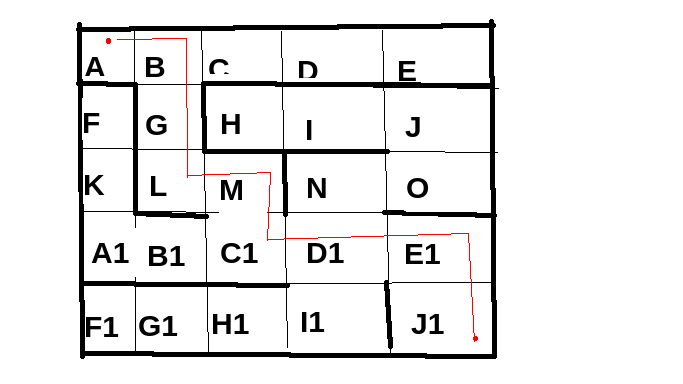 A B C D E
F G H I J
K L M N O
A1 B1 C1 D1 E1
F1 G1 H1 I1 J1